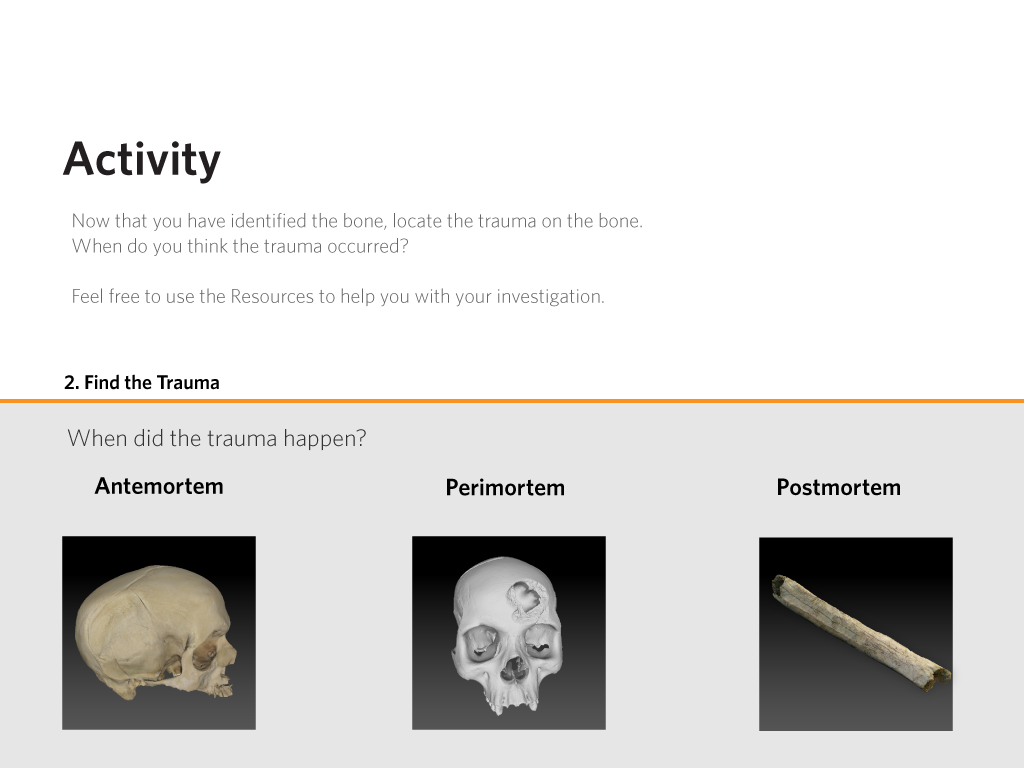 Activity
Now that you have identified the bone, locate the trauma on the bone.
When do you think the trauma occurred?
Feel free to use the Resources to help you with your investigation.
2. Find the Trauma
When did the trauma happen?
Antemortem
Perimortem
Postmortem